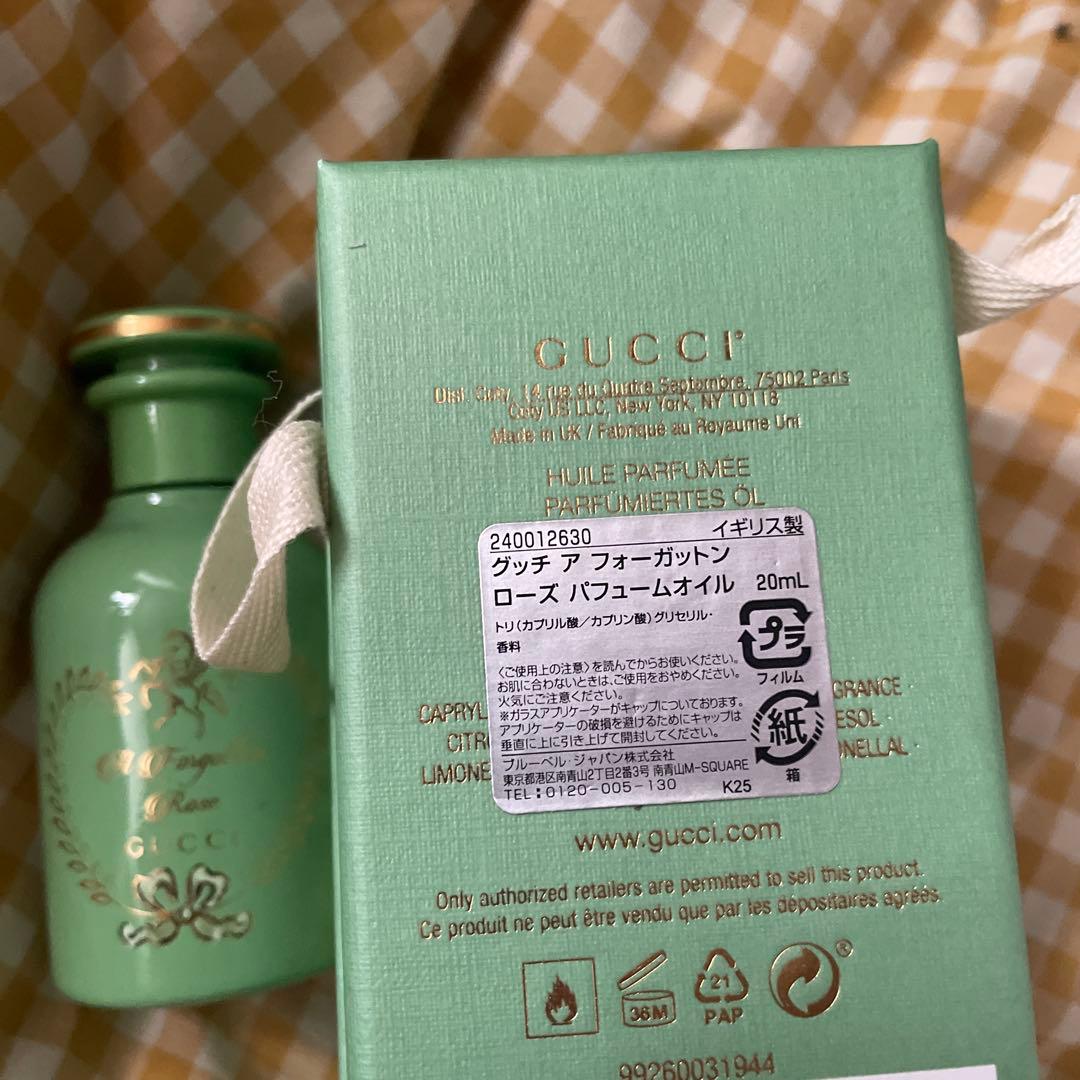 GUCCI
Dist. Coty, 14 rue du Quatre Septembre, 75002 Paris
Coty US LLC, New York, NY 10118
Made in UK / Fabriqué au Royaume Uni
HUILE PARFUMÉE
PARFÜMIERTES ÖL
240012630 イギリス製
グッチ ア フォーガットン
ローズ パフュームオイル 20mL
トリ(カプリル酸/カプリン酸)グリセリル・
香料
〈ご使用上の注意〉を読んでからお使いください。
お肌に合わないときは、ご使用をおやめください。
火気にご注意ください。
※ガラスアプリケーターがキャップについております。
アプリケーターの破損を避けるためにキャップは
垂直に上に引き上げて開封してください。
ブルーベル・ジャパン株式会社
東京都港区南青山2丁目2番3号 南青山M-SQUARE
TEL:0120-005-130 K25
プラ
フィルム
紙
箱
www.gucci.com
Only authorized retailers are permitted to sell this product.
Ce produit ne peut être vendu que par les dépositaires agréés.
36M
21
PAP
®
99260031944
A
Rose
GUCCI